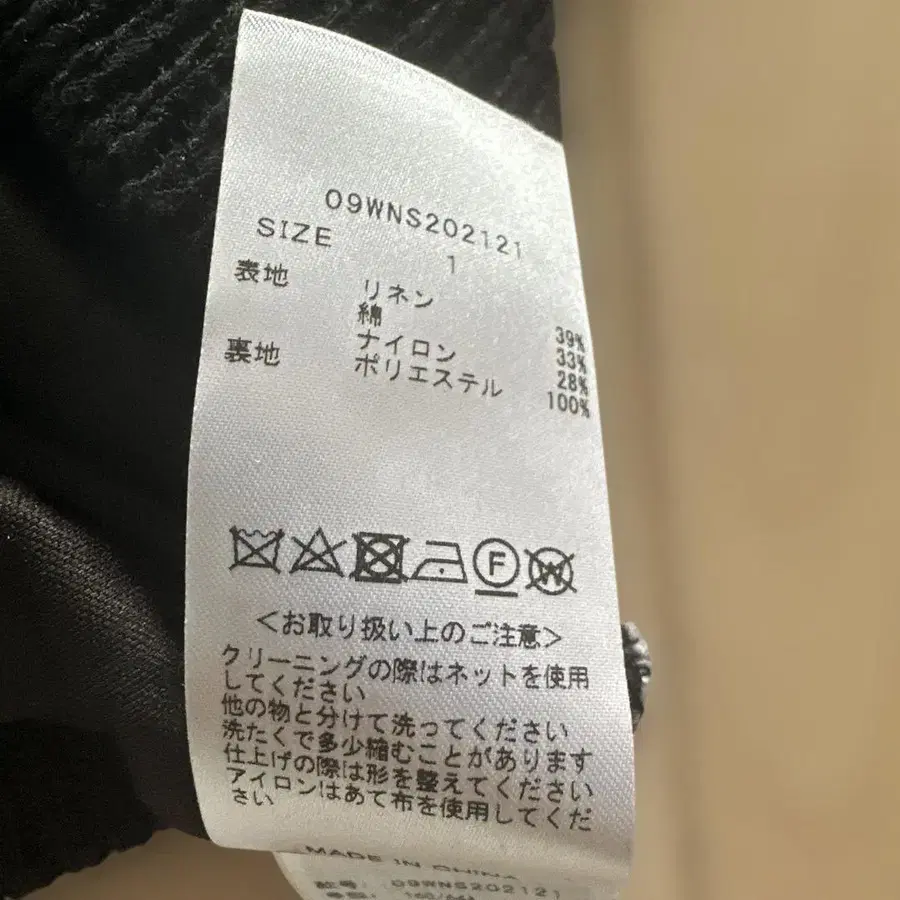 09WNS202121
SIZE 1
表地 リネン 39%
綿 33%
ナイロン 28%
裏地 ポリエステル 100%
F
W
<お取り扱い上のご注意>
クリーニングの際はネットを使用
してください
他の物と分けて洗ってください
洗たくで多少縮むことがあります
仕上げの際は形を整えてください
アイロンはあて布を使用してくだ
さい
MADE IN CHINA
款号: 09WNS202121